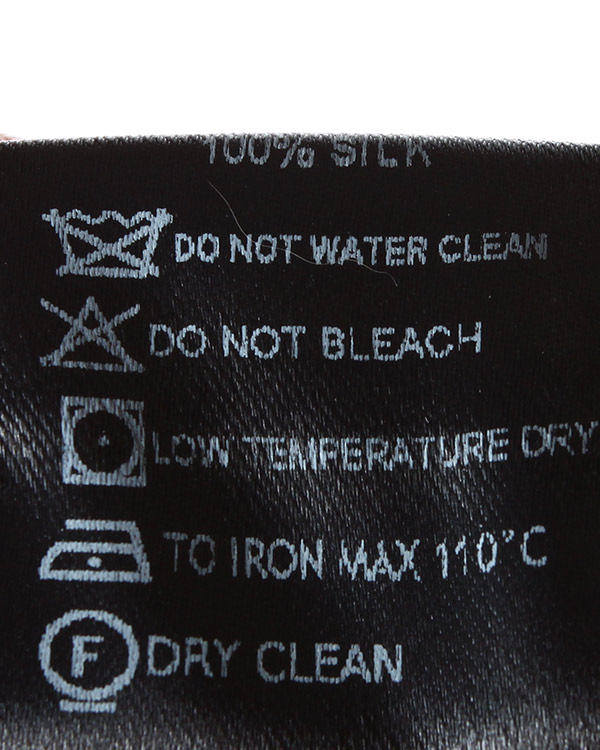 100% SILK
DO NOT WATER CLEAN
DO NOT BLEACH
LOW TEMPERATURE DRY
TO IRON MAX 110°C
F DRY CLEAN